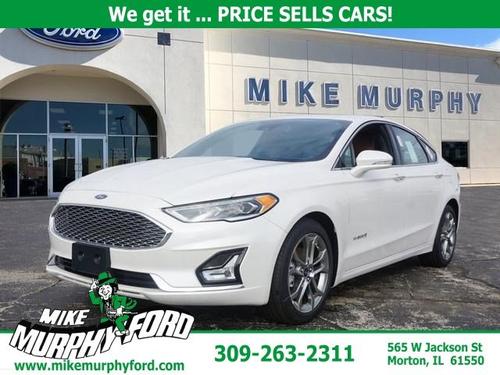 We get it ... PRICE SELLS CARS!
Ford
MIKE MURPHY
HYBRID
MIKE
MURPHY FORD
www.mikemurphyford.com
309-263-2311
565 W Jackson St
Morton, IL 61550